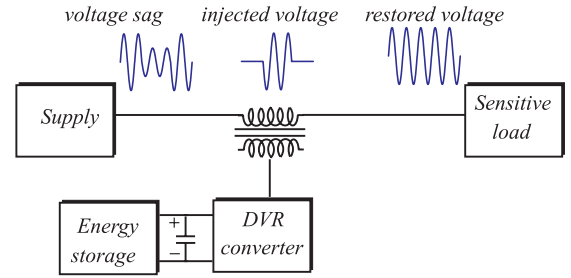 voltage sag
injected voltage
restored voltage
Supply
Sensitive
load
Energy
storage
+
−
DVR
converter